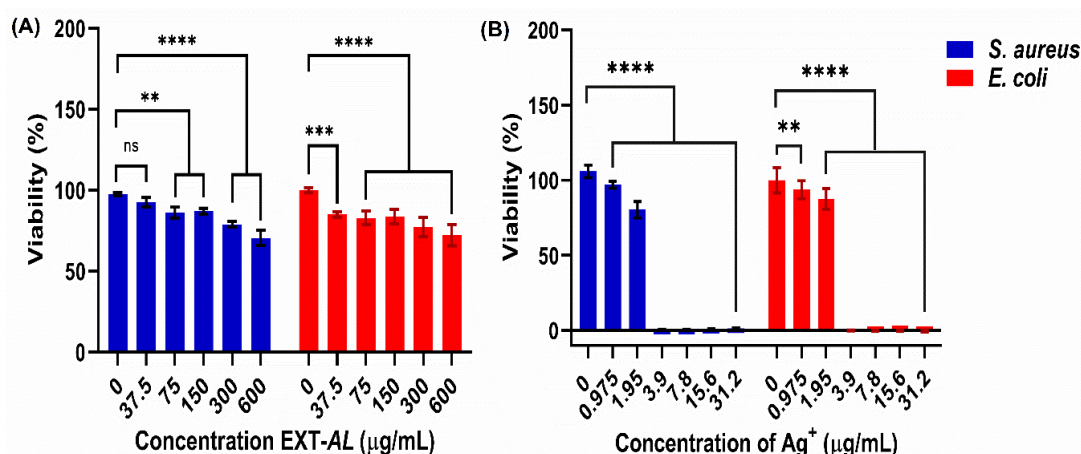 (A)
Viability (%)
200
150
100
50
0
****
**
ns
****
***
0 37.5 75 150 300 600 0 37.5 75 150 300 600
Concentration EXT-AL (μg/mL)
(B)
Viability (%)
200
150
100
50
0
****
****
**
0 0.975 1.95 3.9 7.8 15.6 31.2 0 0.975 1.95 3.9 7.8 15.6 31.2
Concentration of Ag⁺ (μg/mL)
S. aureus
E. coli